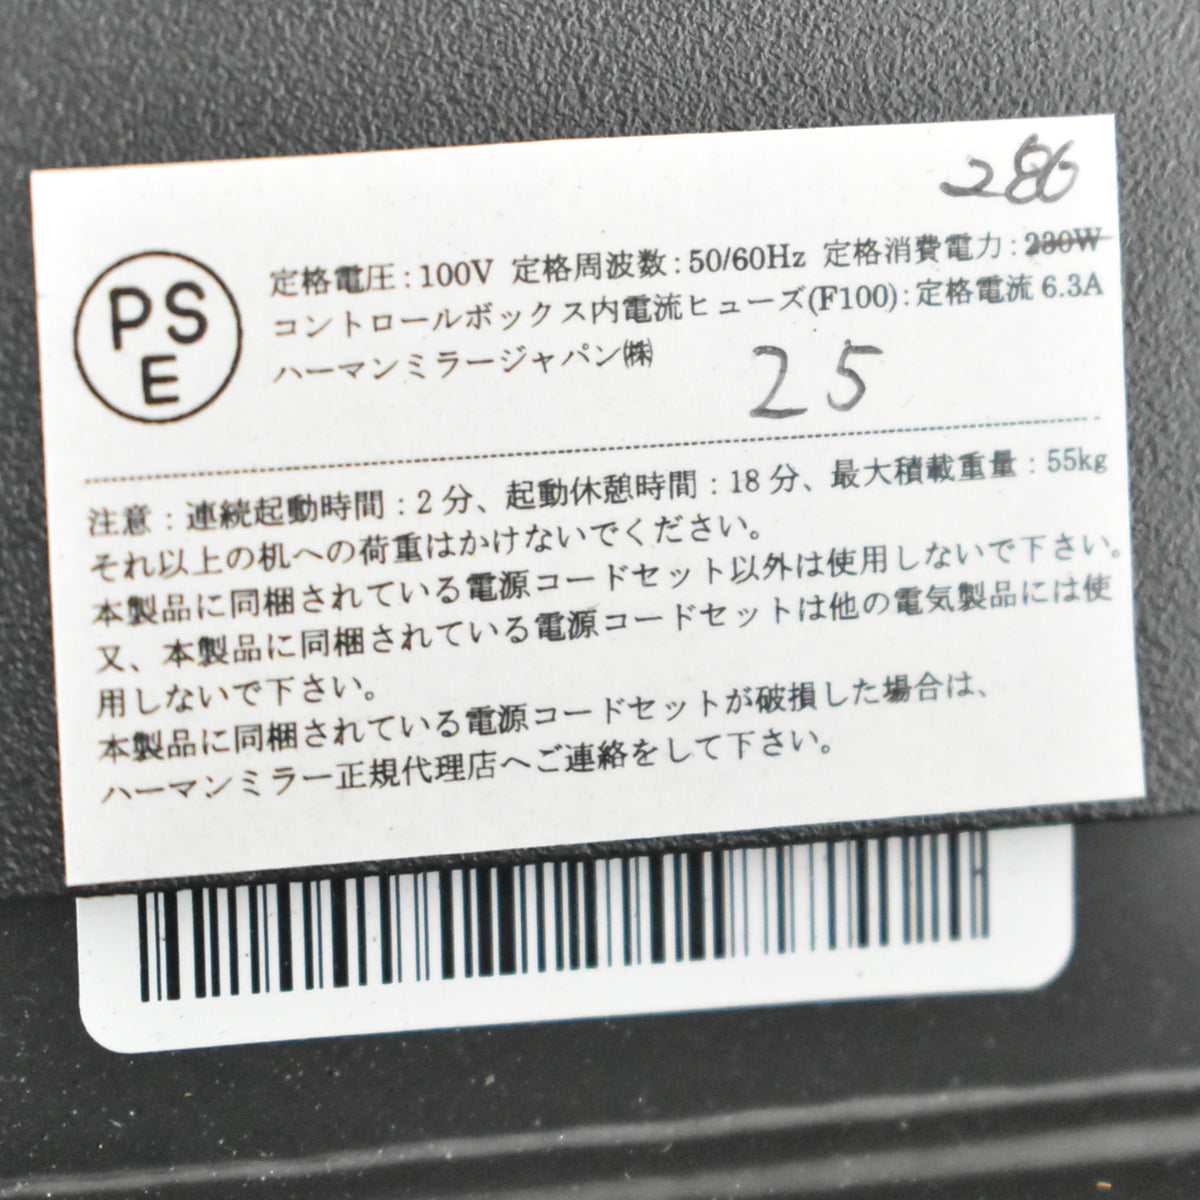 286
PS
E
定格電圧：100V 定格周波数：50/60Hz 定格消費電力：230W
コントロールボックス内電流ヒューズ(F100)：定格電流 6.3A
ハーマンミラージャパン㈱
25
注意：連続起動時間：2分、起動休憩時間：18分、最大積載重量：55kg
それ以上の机への荷重はかけないでください。
本製品に同梱されている電源コードセット以外は使用しないで下さい。
又、本製品に同梱されている電源コードセットは他の電気製品には使
用しないで下さい。
本製品に同梱されている電源コードセットが破損した場合は、
ハーマンミラー正規代理店へご連絡をして下さい。